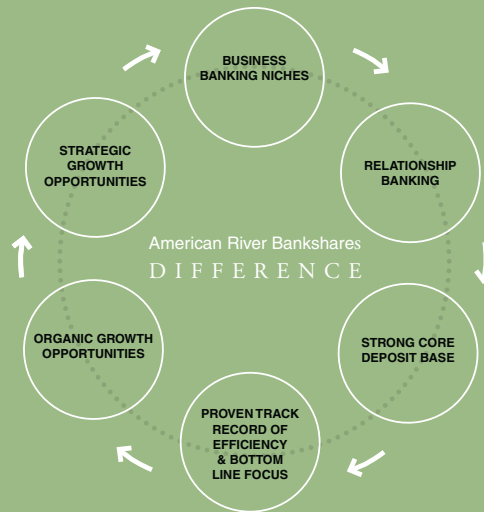 BUSINESS
BANKING NICHES
RELATIONSHIP
BANKING
STRONG CORE
DEPOSIT BASE
PROVEN TRACK
RECORD OF
EFFICIENCY
& BOTTOM
LINE FOCUS
ORGANIC GROWTH
OPPORTUNITIES
STRATEGIC
GROWTH
OPPORTUNITIES
American River Bankshares
DIFFERENCE